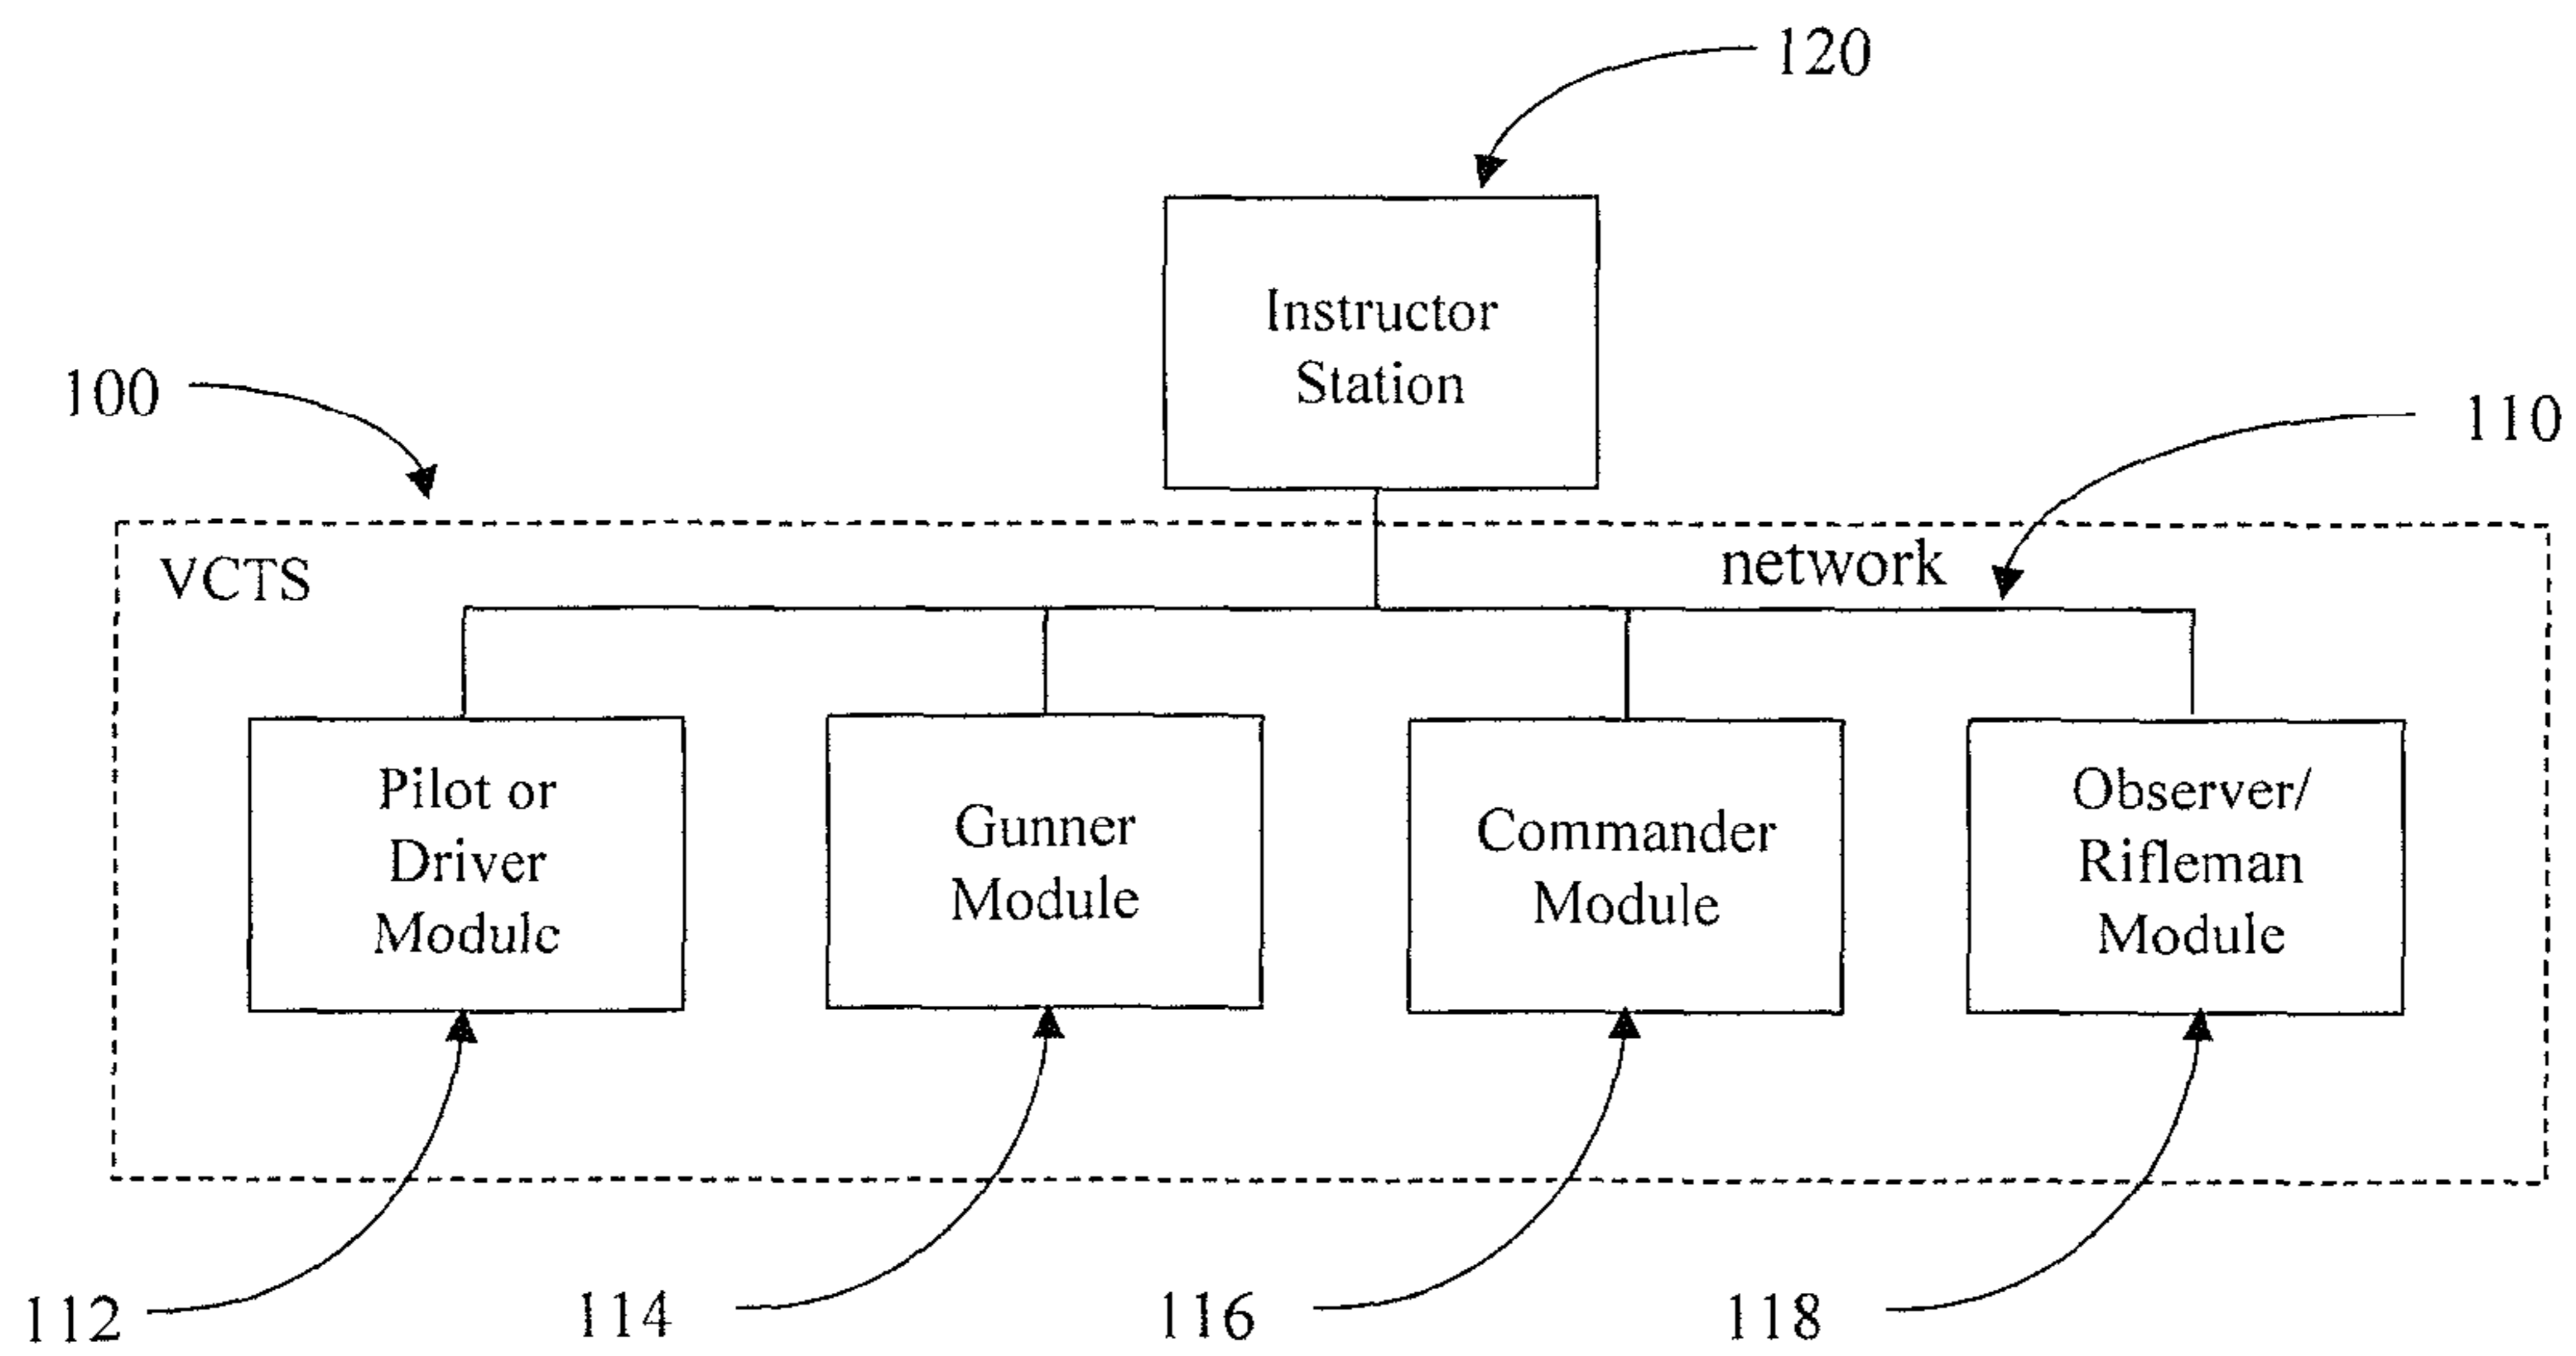 120
Instructor
Station
100
110
VCTS
network
Pilot or
Driver
Module
Gunner
Module
Commander
Module
Observer/
Rifleman
Module
112
114
116
118